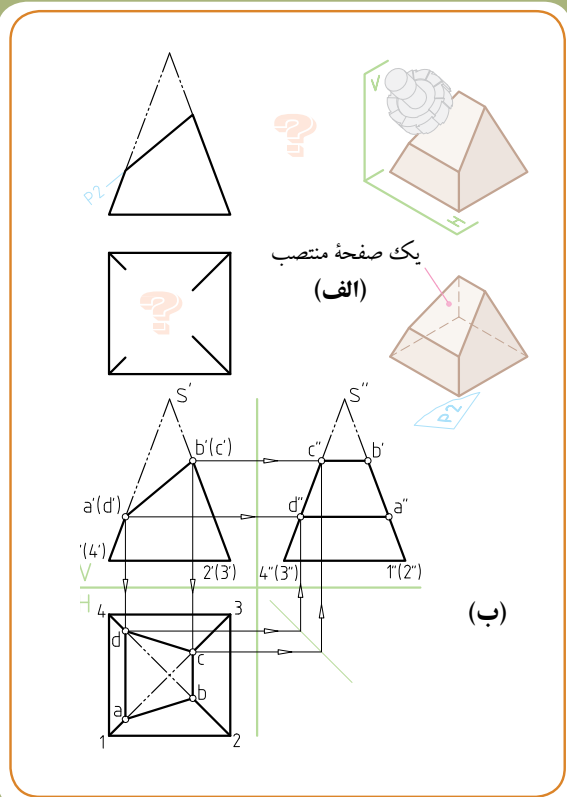 S'
V
P2
?
H
یک صفحهٔ منتصب
(الف)
?
P2
S' S"
b'(c') c" b'
a'(d') d" a"
'(4') 2'(3') 4"(3") 1"(2")
V
H
4 3
d
c
b
a
1 2
(ب)